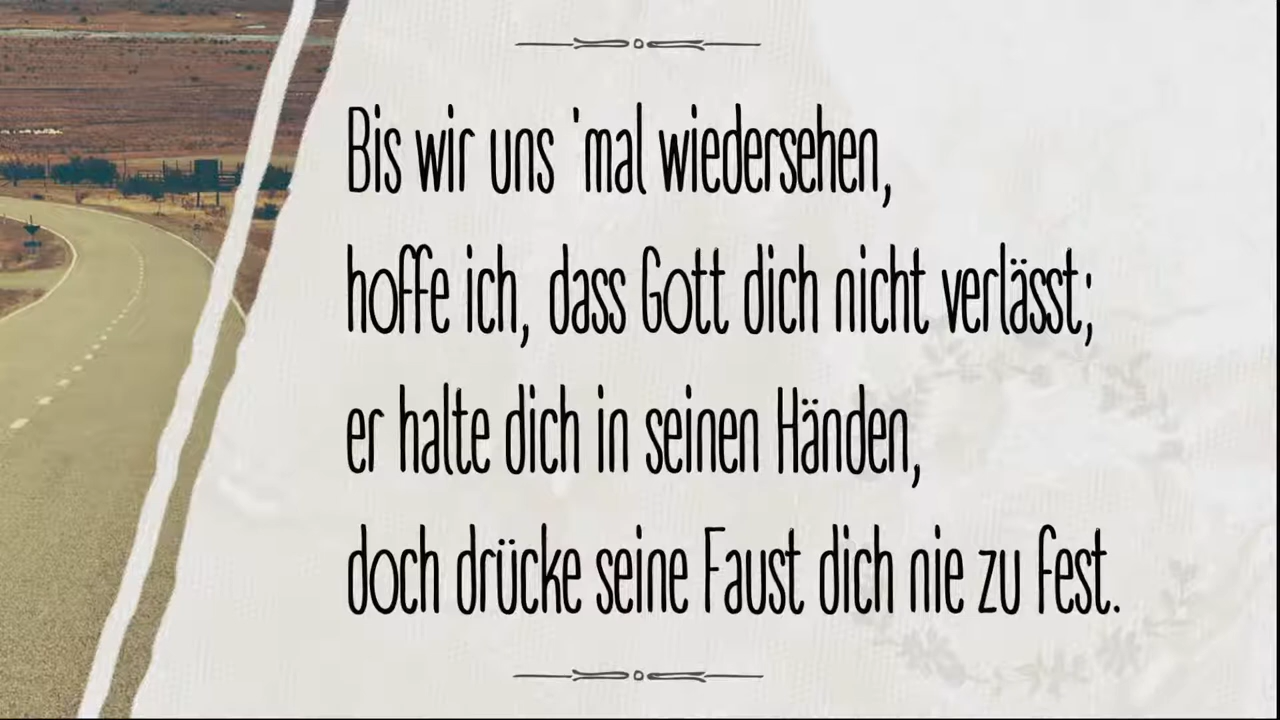 Bis wir uns 'mal wiedersehen,
hoffe ich, dass Gott dich nicht verlässt;
er halte dich in seinen Händen,
doch drücke seine Faust dich nie zu fest.